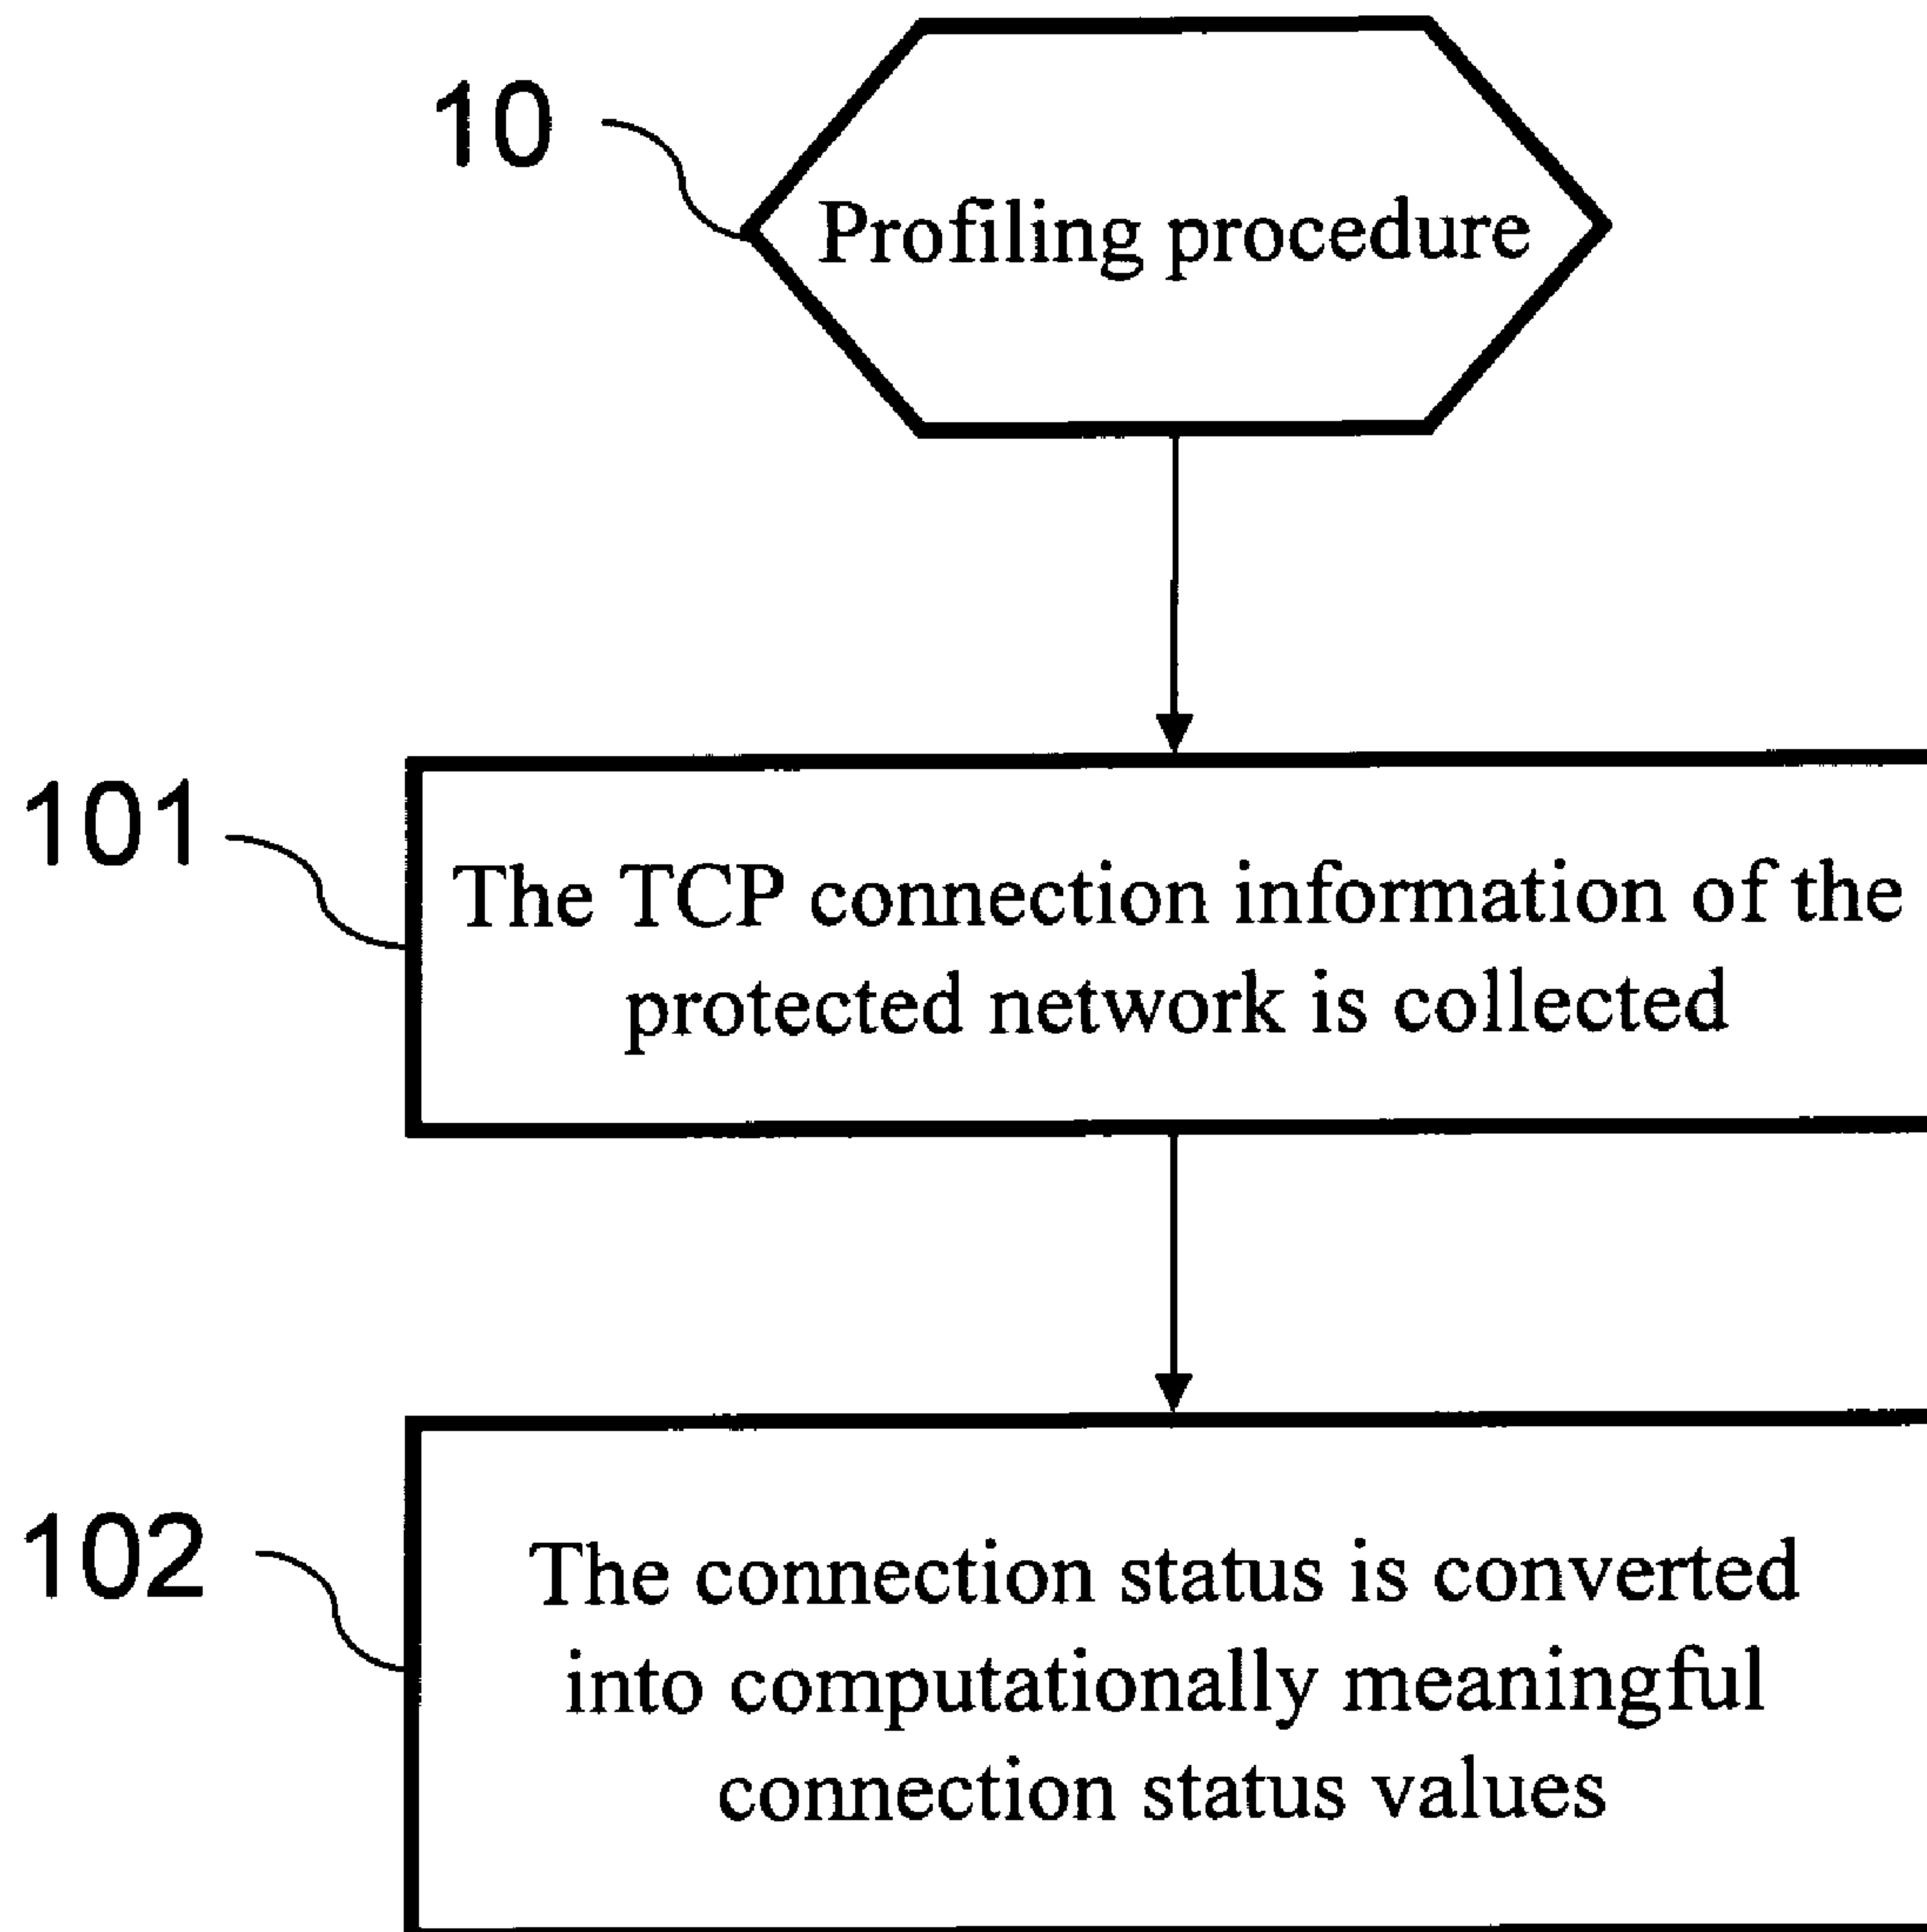 10
Profiling procedure
101
The TCP connection information of the
protected network is collected
102
The connection status is converted
into computationally meaningful
connection status values